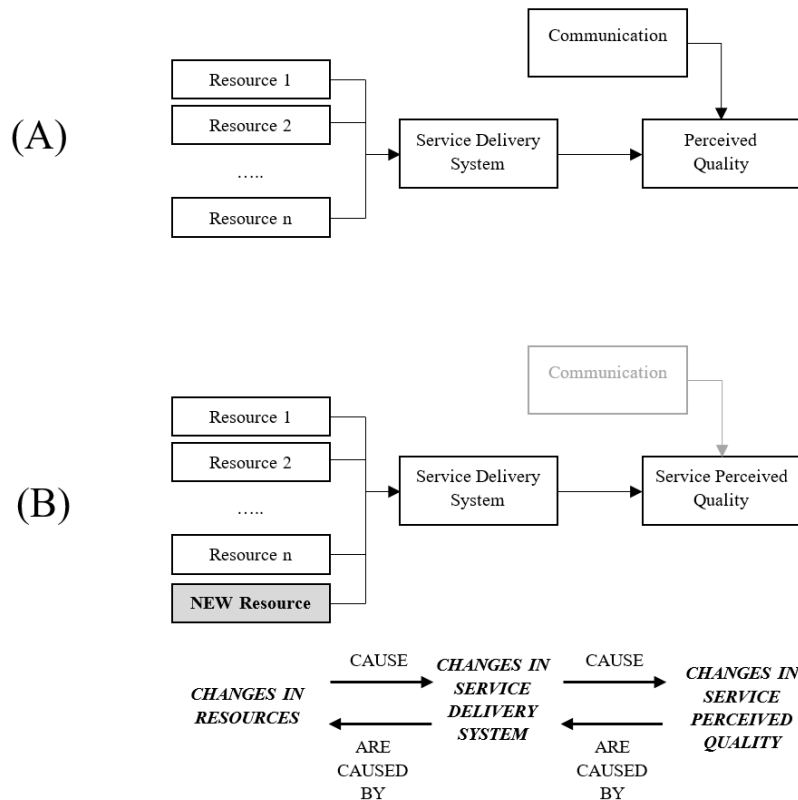 (A)
Resource 1
Resource 2
.....
Resource n
Service Delivery
System
Communication
Perceived
Quality
(B)
Resource 1
Resource 2
.....
Resource n
NEW Resource
Service Delivery
System
Communication
Service Perceived
Quality
CHANGES IN
RESOURCES
CAUSE
ARE
CAUSED
BY
CHANGES IN
SERVICE
DELIVERY
SYSTEM
CAUSE
ARE
CAUSED
BY
CHANGES IN
SERVICE
PERCEIVED
QUALITY